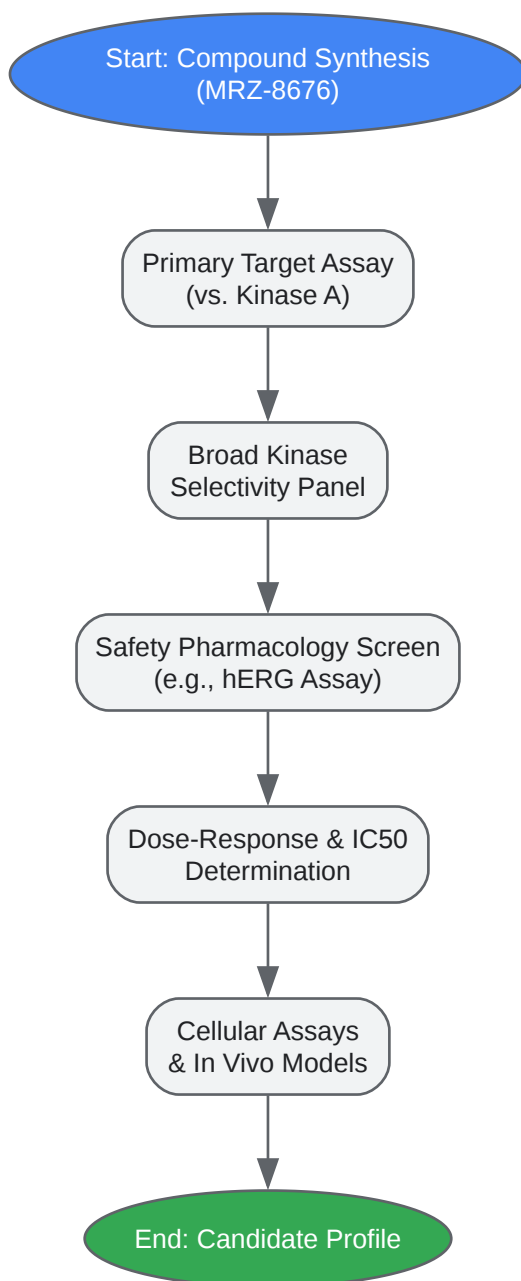 Start: Compound Synthesis
(MRZ-8676)
Primary Target Assay
(vs. Kinase A)
Broad Kinase
Selectivity Panel
Safety Pharmacology Screen
(e.g., hERG Assay)
Dose-Response & IC50
Determination
Cellular Assays
& In Vivo Models
End: Candidate Profile